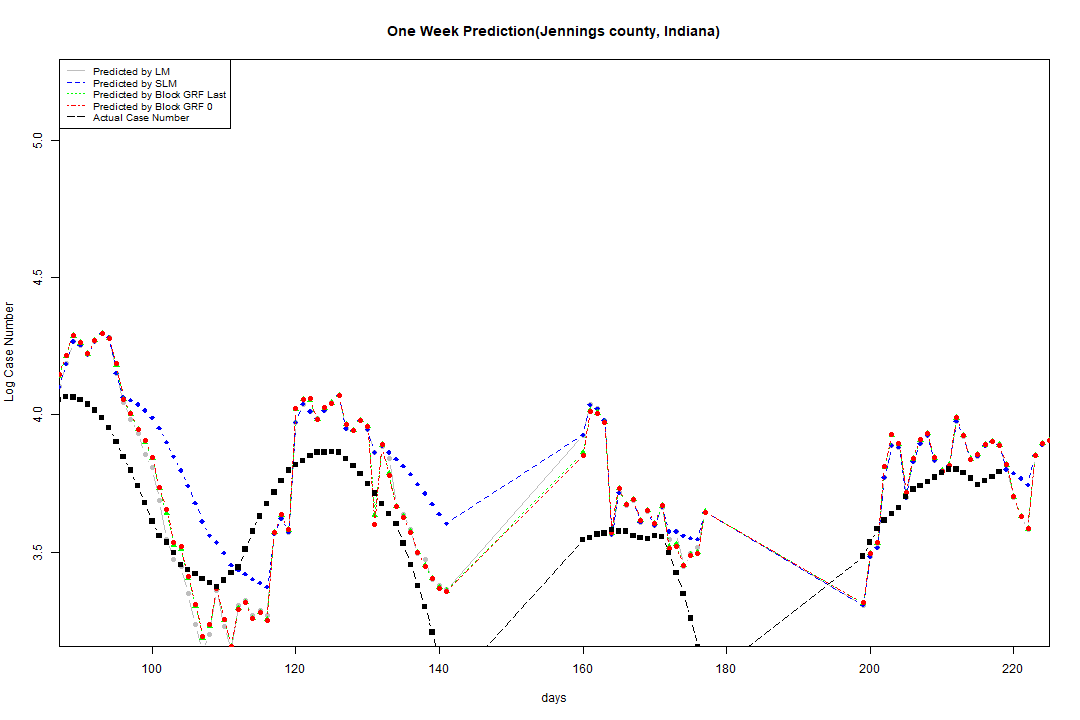 One Week Prediction(Jennings county, Indiana)
Predicted by LM
Predicted by SLM
Predicted by Block GRF Last
Predicted by Block GRF 0
Actual Case Number
5.0
4.5
4.0
3.5
Log Case Number
100 120 140 160 180 200 220
days